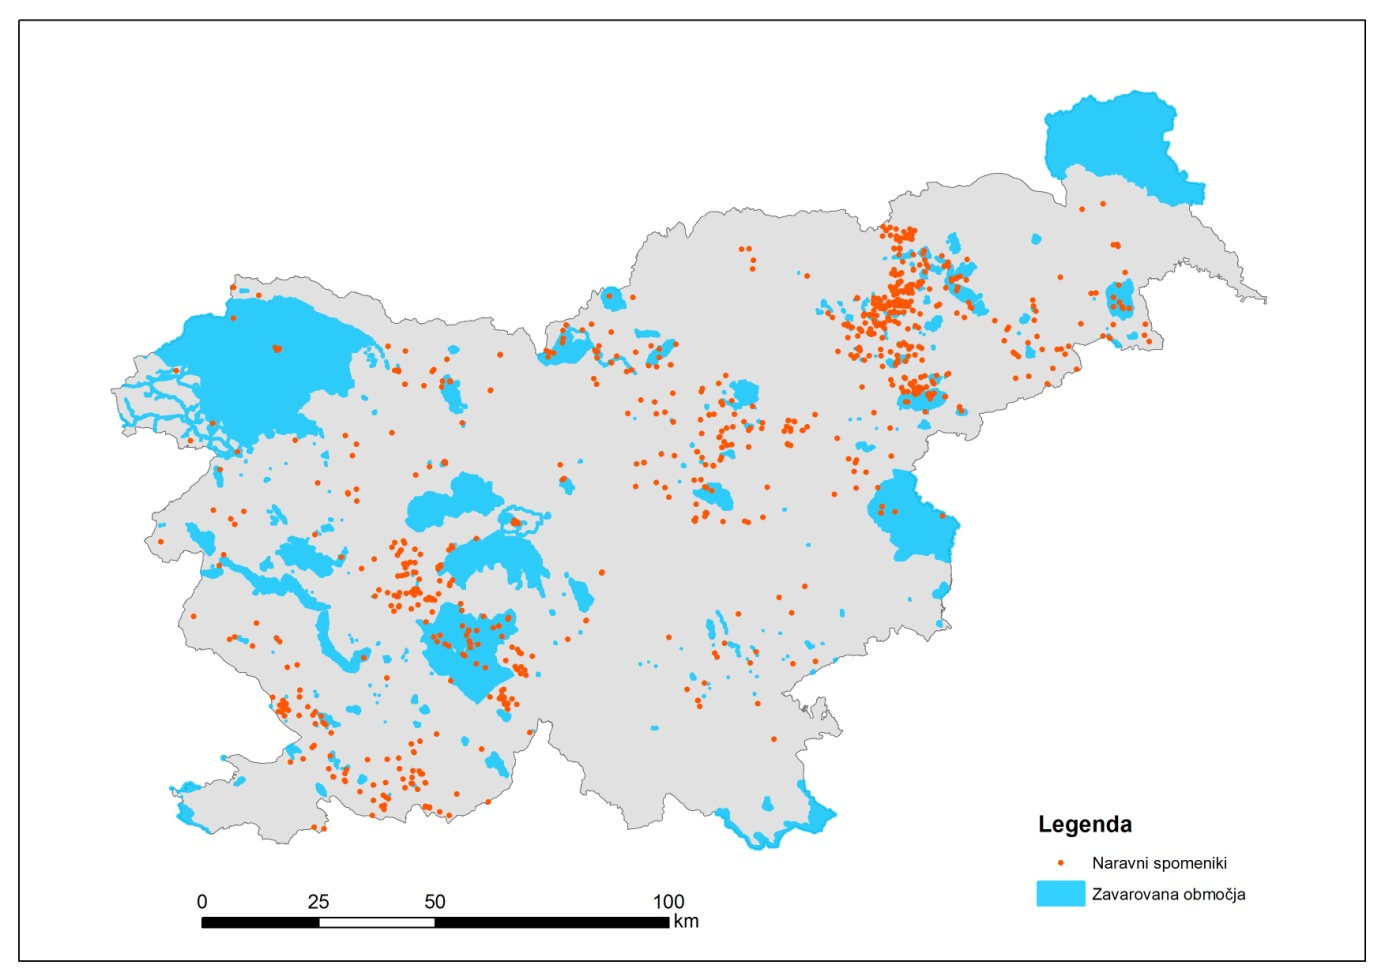 Legenda
Naravni spomeniki
Zavarovana območja
0 25 50 100
km